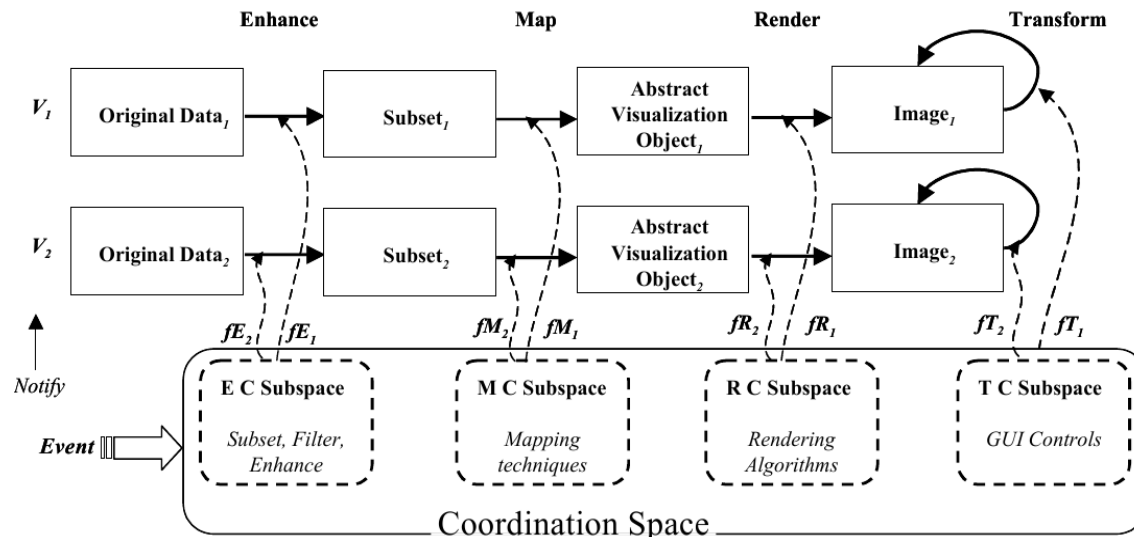 Enhance Map Render Transform
V1 Original Data1 Subset1 Abstract Visualization Object1 Image1
V2 Original Data2 Subset2 Abstract Visualization Object2 Image2
fE2 fE1 fM2 fM1 fR2 fR1 fT2 fT1
Notify
E C Subspace M C Subspace R C Subspace T C Subspace
Event
Subset, Filter, Mapping Rendering GUI Controls
Enhance techniques Algorithms
Coordination Space